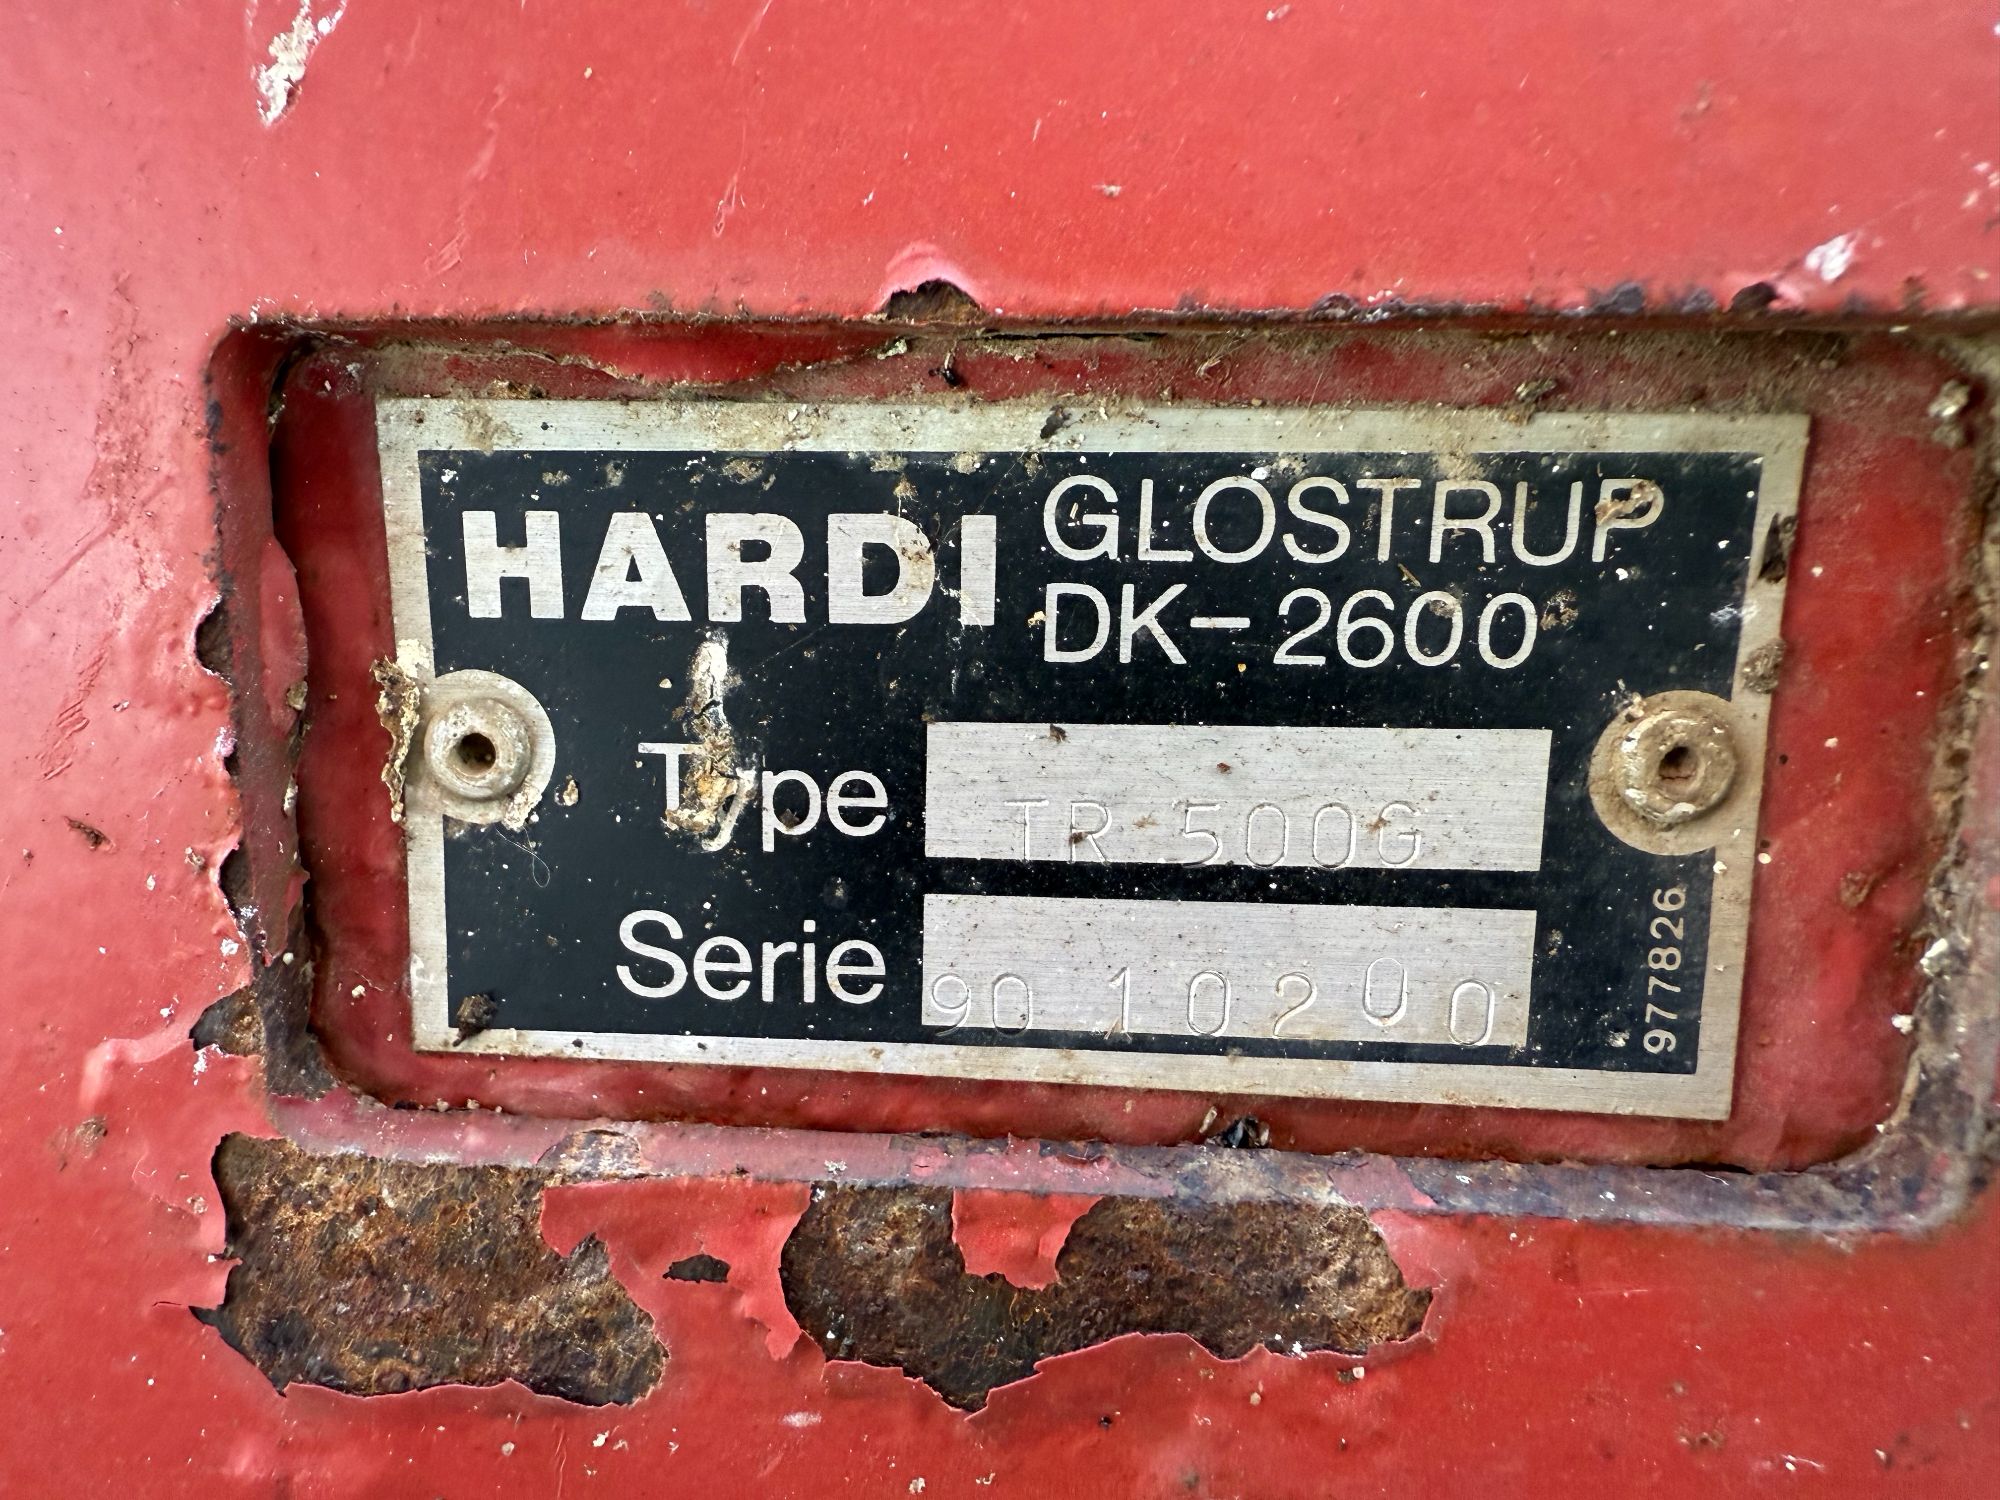 HARDI GLOSTRUP
DK-2600
Type TR 500G
Serie 90 10200
977826